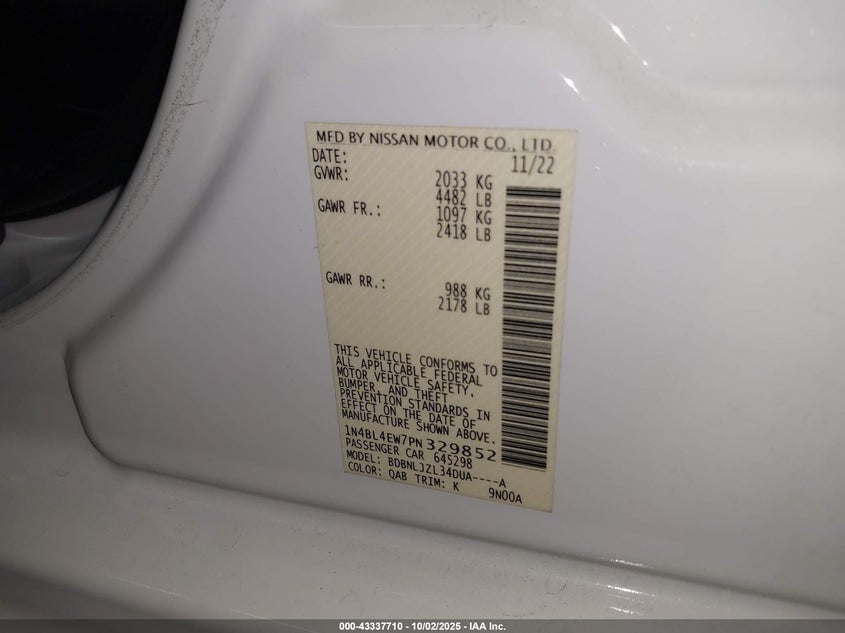 MFD BY NISSAN MOTOR CO., LTD.
DATE: 11/22
GVWR: 2033 KG
4482 LB
GAWR FR.: 1097 KG
2418 LB
GAWR RR.: 988 KG
2178 LB
THIS VEHICLE CONFORMS TO
ALL APPLICABLE FEDERAL
MOTOR VEHICLE SAFETY,
BUMPER, AND THEFT
PREVENTION STANDARDS IN
EFFECT ON THE DATE OF
MANUFACTURE SHOWN ABOVE.
1N4BL4EW7PN329852
PASSENGER CAR 645298
MODEL: BDBNLJZL34DUA----A
COLOR: QAB TRIM: K 9N00A
000-43337710 - 10/02/2025 - IAA Inc.